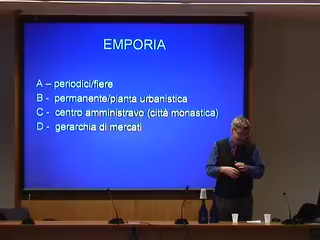 EMPORIA
A – periodici/fiere
B - permanente/pianta urbanistica
C - centro amministravo (città monastica)
D - gerarchia di mercati